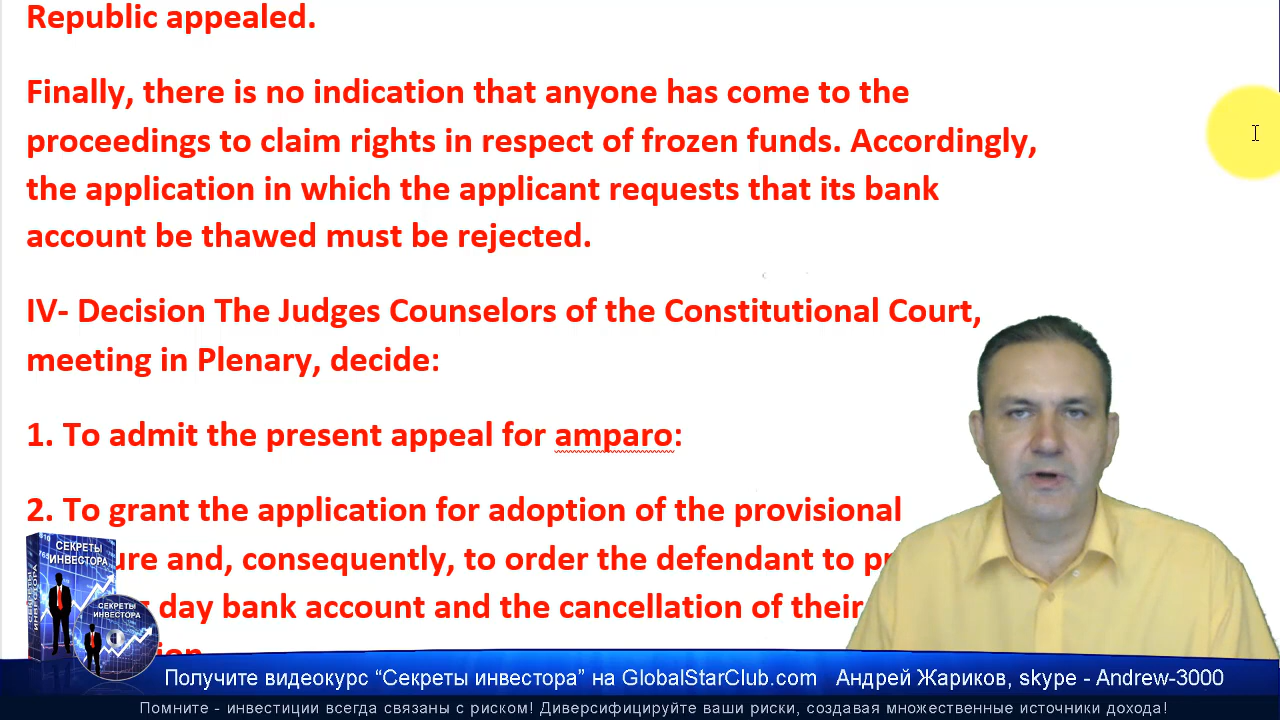 Republic appealed.
Finally, there is no indication that anyone has come to the
proceedings to claim rights in respect of frozen funds. Accordingly,
the application in which the applicant requests that its bank
account be thawed must be rejected.
IV- Decision The Judges Counselors of the Constitutional Court,
meeting in Plenary, decide:
1. To admit the present appeal for amparo:
2. To grant the application for adoption of the provisional
and, consequently, to order the defendant to
day bank account and the cancellation of their
СЕКРЕТЫ
ИНВЕСТОРА
СЕКРЕТЫ
ИНВЕСТОРА
Получите видеокурс “Секреты инвестора” на GlobalStarClub.com Андрей Жариков, skype - Andrew-3000
Помните - инвестиции всегда связаны с риском! Диверсифицируйте ваши риски, создавая множественные источники дохода!